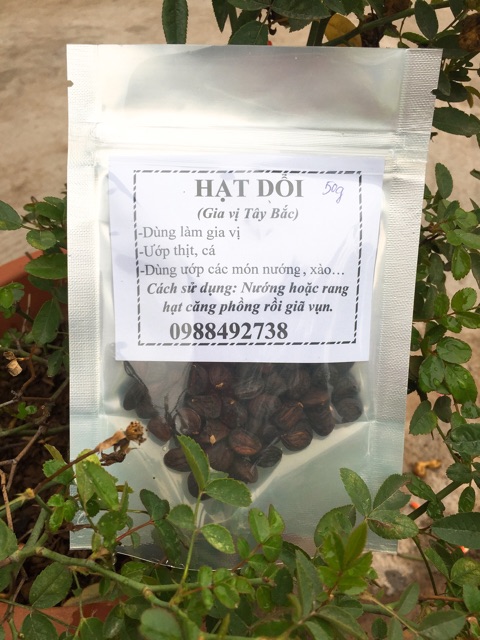 HẠT DỔI 50g
(Gia vị Tây Bắc)
-Dùng làm gia vị
-Ướp thịt, cá
-Dùng ướp các món nướng, xào...
Cách sử dụng: Nướng hoặc rang
hạt căng phồng rồi giã vụn.
0988492738